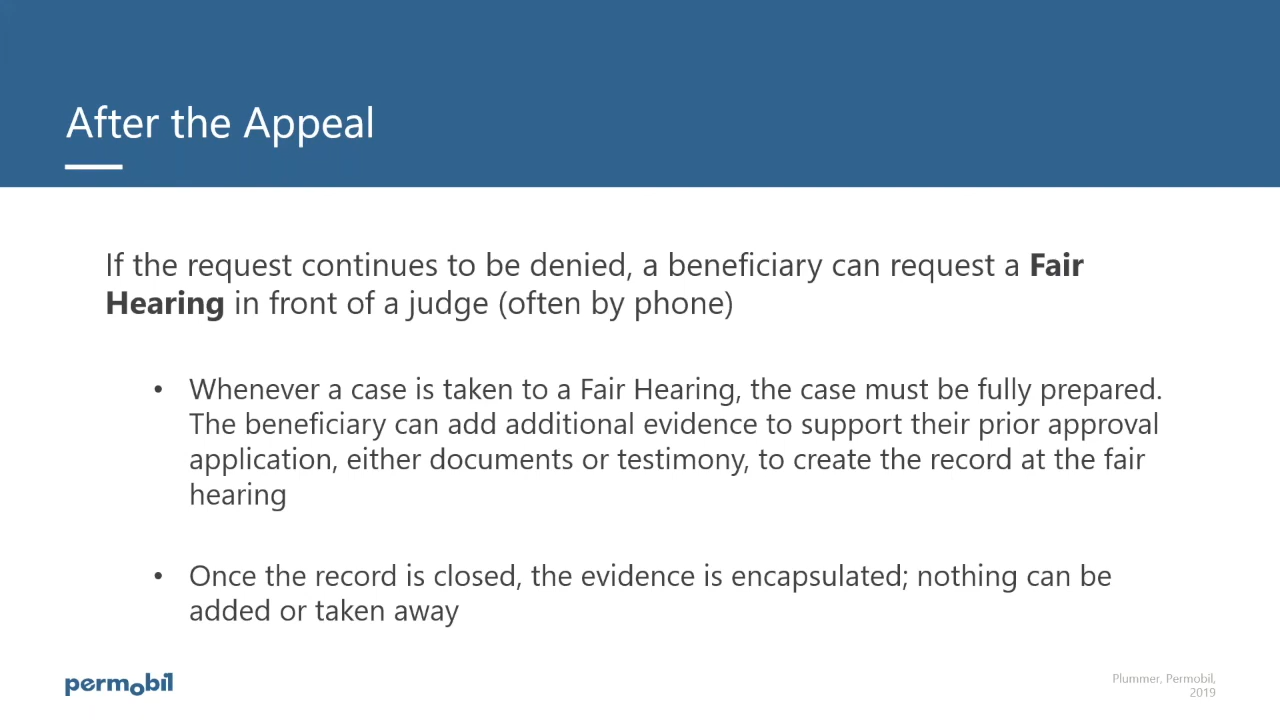 After the Appeal
If the request continues to be denied, a beneficiary can request a Fair
Hearing in front of a judge (often by phone)
• Whenever a case is taken to a Fair Hearing, the case must be fully prepared.
The beneficiary can add additional evidence to support their prior approval
application, either documents or testimony, to create the record at the fair
hearing
• Once the record is closed, the evidence is encapsulated; nothing can be
added or taken away
permobil
Plummer, Permobil,
2019